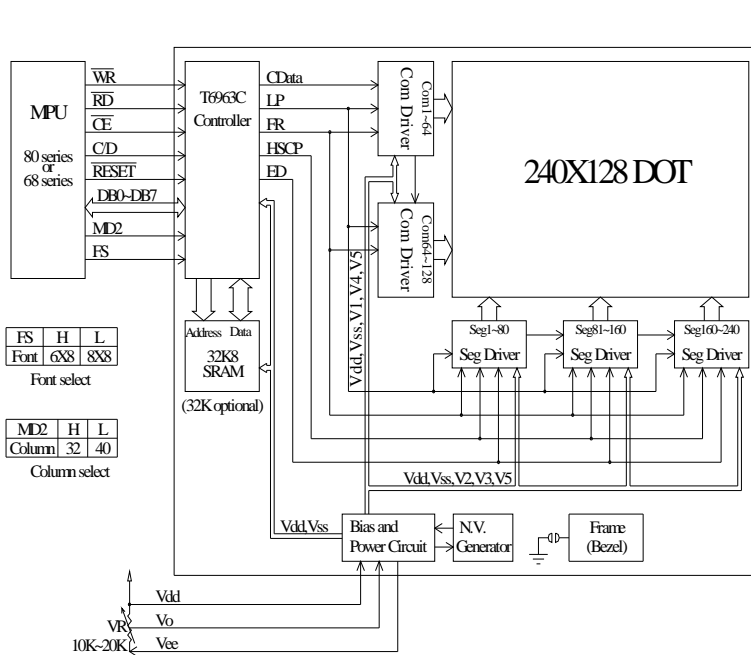 MPU
80 series
or
68 series
WR
RD
CE
C/D
RESET
DB0~DB7
MD2
FS
T6963C
Controller
CData
LP
FR
HSCP
ED
Com Driver
Com1~64
Com Driver
Com64~128
240X128 DOT
Address Data
32K8
SRAM
(32K optional)
Vdd,Vss,V1,V4,V5
Seg1~80
Seg Driver
Seg81~160
Seg Driver
Seg160~240
Seg Driver
FS H L
Font 6X8 8X8
Font select
MD2 H L
Column 32 40
Column select
Vdd,Vss,V2,V3,V5
Vdd,Vss
Bias and
Power Circuit
N.V.
Generator
Frame
(Bezel)
Vdd
Vo
VR
10K~20K
Vee